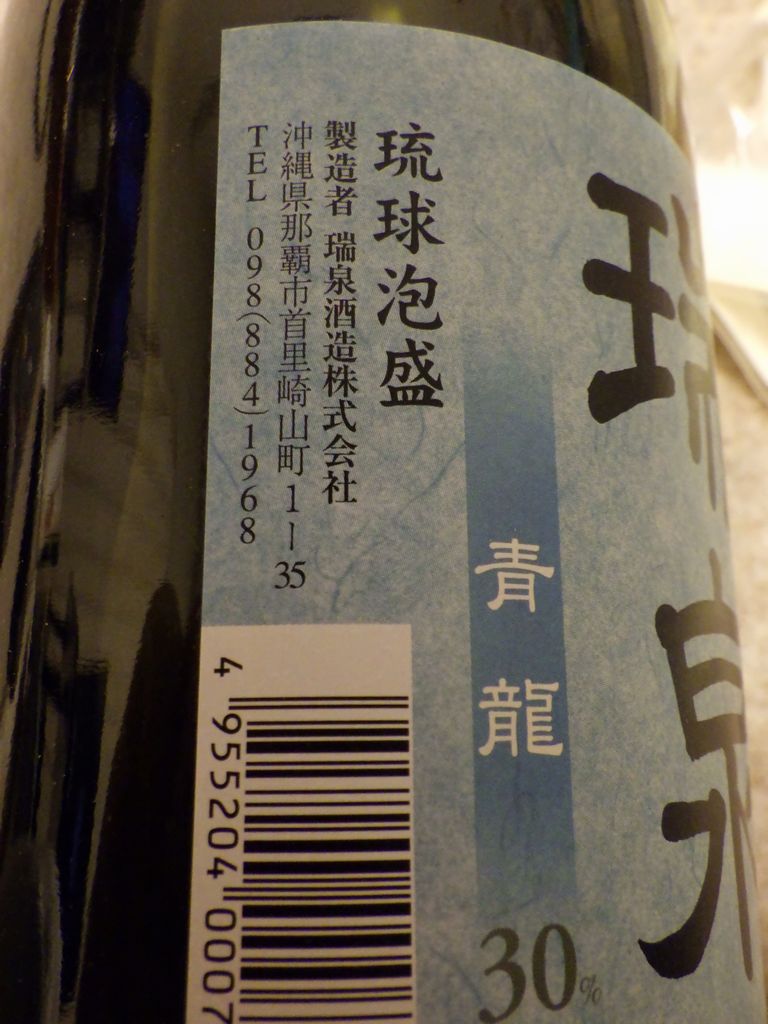 瑞泉
青龍
30%
琉球泡盛
製造者 瑞泉酒造株式会社
沖縄県那覇市首里崎山町1-35
TEL 098(884)1968
4 955204 0007